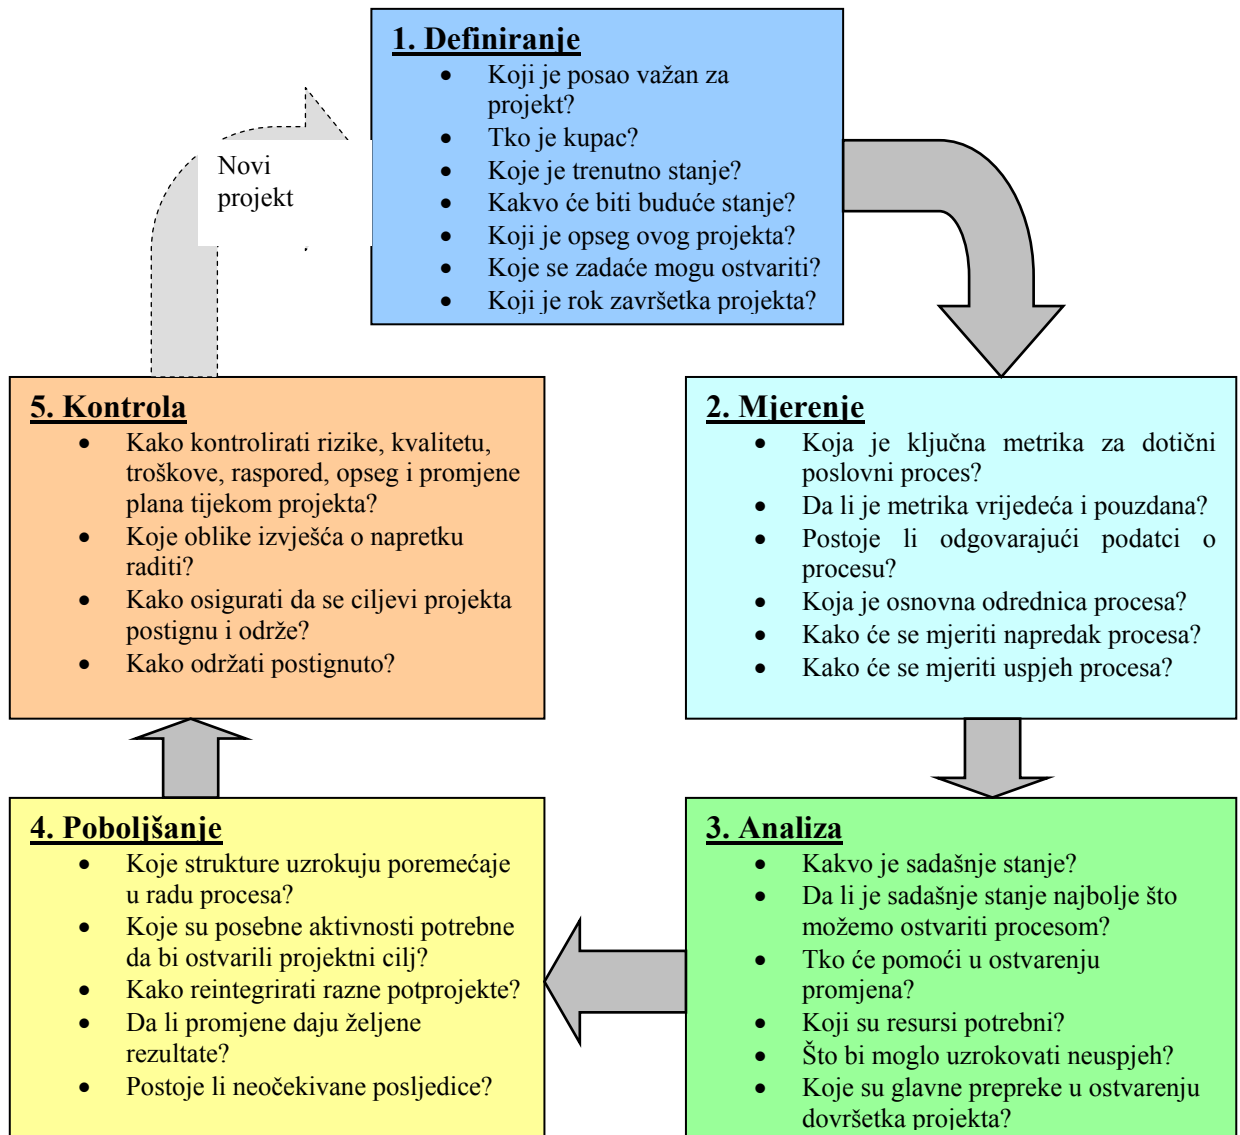 1. Definiranje
• Koji je posao važan za
projekt?
• Tko je kupac?
• Koje je trenutno stanje?
• Kakvo će biti buduće stanje?
• Koji je opseg ovog projekta?
• Koje se zadaće mogu ostvariti?
• Koji je rok završetka projekta?
Novi
projekt
2. Mjerenje
• Koja je ključna metrika za dotični
poslovni proces?
• Da li je metrika vrijedeća i pouzdana?
• Postoje li odgovarajući podatci o
procesu?
• Koja je osnovna odrednica procesa?
• Kako će se mjeriti napredak procesa?
• Kako će se mjeriti uspjeh procesa?
3. Analiza
• Kakvo je sadašnje stanje?
• Da li je sadašnje stanje najbolje što
možemo ostvariti procesom?
• Tko će pomoći u ostvarenju
promjena?
• Koji su resursi potrebni?
• Što bi moglo uzrokovati neuspjeh?
• Koje su glavne prepreke u ostvarenju
dovršetka projekta?
4. Poboljšanje
• Koje strukture uzrokuju poremećaje
u radu procesa?
• Koje su posebne aktivnosti potrebne
da bi ostvarili projektni cilj?
• Kako reintegrirati razne potprojekte?
• Da li promjene daju željene
rezultate?
• Postoje li neočekivane posljedice?
5. Kontrola
• Kako kontrolirati rizike, kvalitetu,
troškove, raspored, opseg i promjene
plana tijekom projekta?
• Koje oblike izvješća o napretku
raditi?
• Kako osigurati da se ciljevi projekta
postignu i održe?
• Kako održati postignuto?